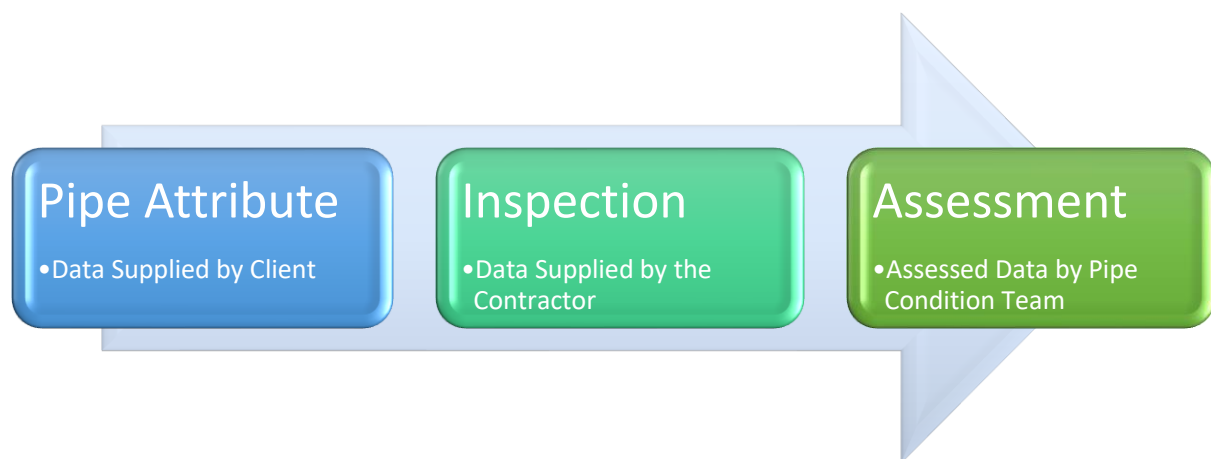 Pipe Attribute
•Data Supplied by Client
Inspection
•Data Supplied by the
Contractor
Assessment
•Assessed Data by Pipe
Condition Team